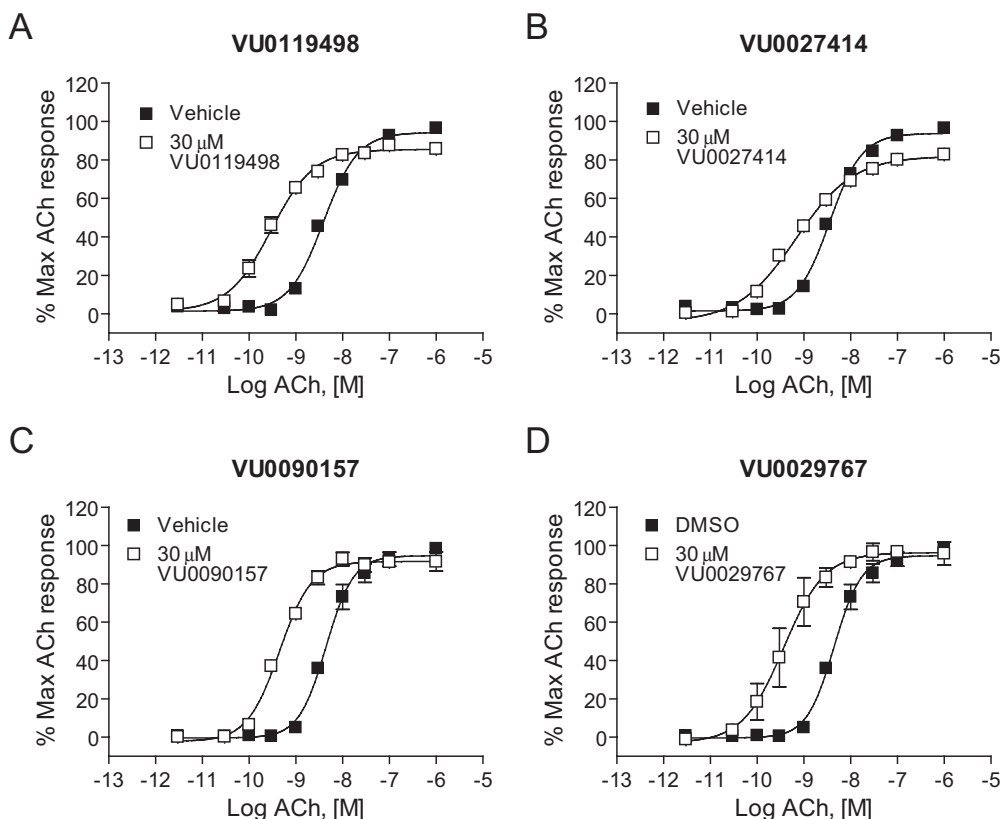 A
VU0119498
% Max ACh response
120
100
80
60
40
20
0
Vehicle
30 μM
VU0119498
-13 -12 -11 -10 -9 -8 -7 -6 -5
Log ACh, [M]
B
VU0027414
% Max ACh response
120
100
80
60
40
20
0
Vehicle
30 μM
VU0027414
-13 -12 -11 -10 -9 -8 -7 -6 -5
Log ACh, [M]
C
VU0090157
% Max ACh response
120
100
80
60
40
20
0
Vehicle
30 μM
VU0090157
-13 -12 -11 -10 -9 -8 -7 -6 -5
Log ACh, [M]
D
VU0029767
% Max ACh response
120
100
80
60
40
20
0
DMSO
30 μM
VU0029767
-13 -12 -11 -10 -9 -8 -7 -6 -5
Log ACh, [M]